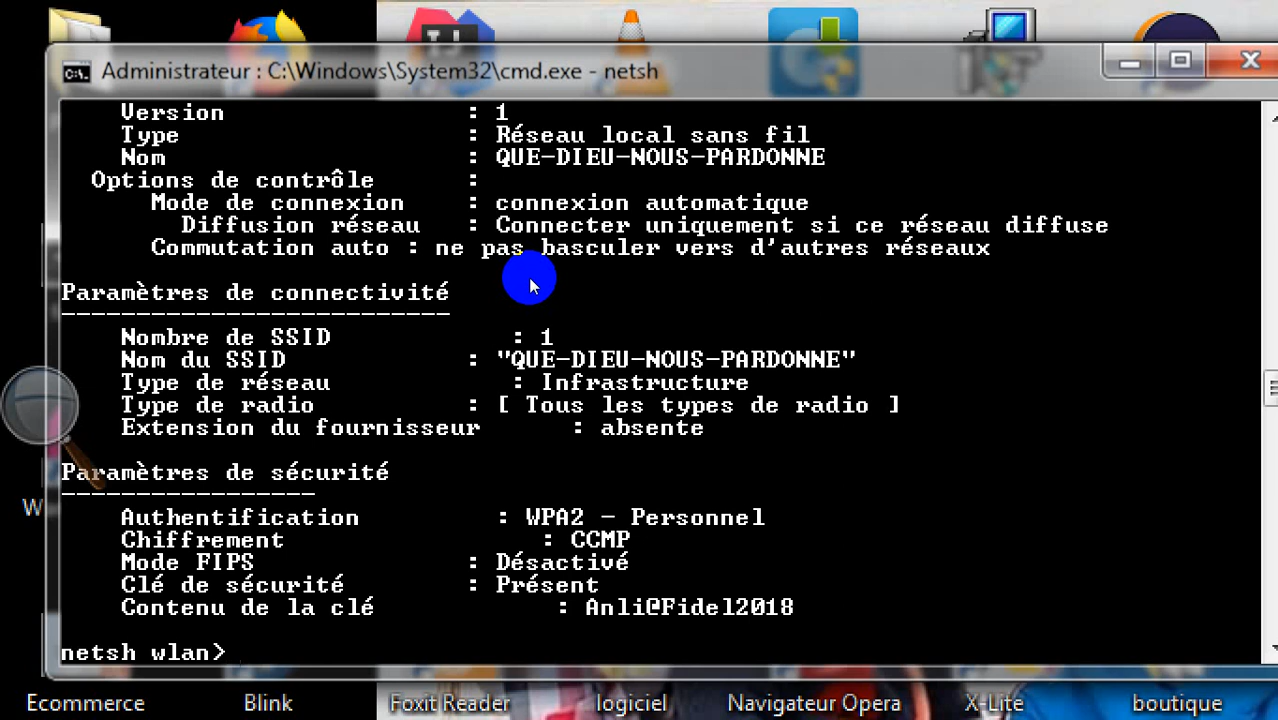 Administrateur : C:\Windows\System32\cmd.exe - netsh
Version : 1
Type : Réseau local sans fil
Nom : QUE-DIEU-NOUS-PARDONNE
Options de contrôle :
Mode de connexion : connexion automatique
Diffusion réseau : Connecter uniquement si ce réseau diffuse
Commutation auto : ne pas basculer vers d'autres réseaux
Paramètres de connectivité
--------------------------
Nombre de SSID : 1
Nom du SSID : "QUE-DIEU-NOUS-PARDONNE"
Type de réseau : Infrastructure
Type de radio : [ Tous les types de radio ]
Extension du fournisseur : absente
Paramètres de sécurité
-----------------
Authentification : WPA2 - Personnel
Chiffrement : CCMP
Mode FIPS : Désactivé
Clé de sécurité : Présent
Contenu de la clé : Anli@Fidel2018
netsh wlan>
Ecommerce Blink Foxit Reader logiciel Navigateur Opera X-Lite boutique